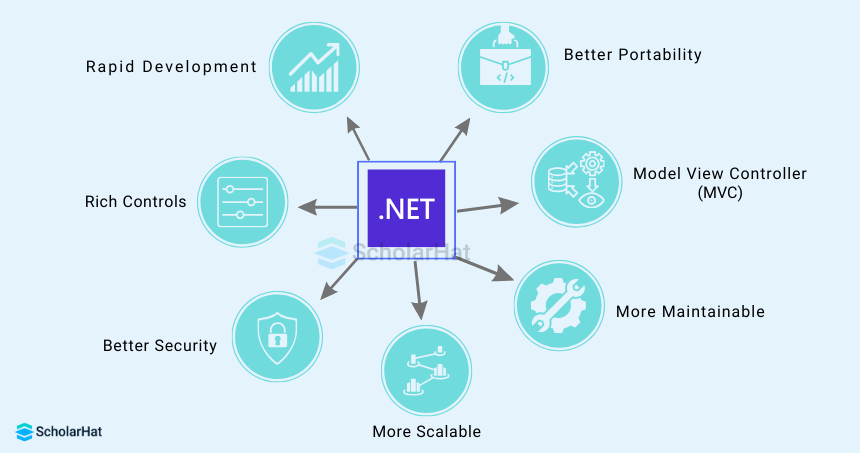 Rapid Development
Better Portability
Model View Controller
(MVC)
Rich Controls
.NET
ScholarHat
More Maintainable
Better Security
More Scalable
ScholarHat